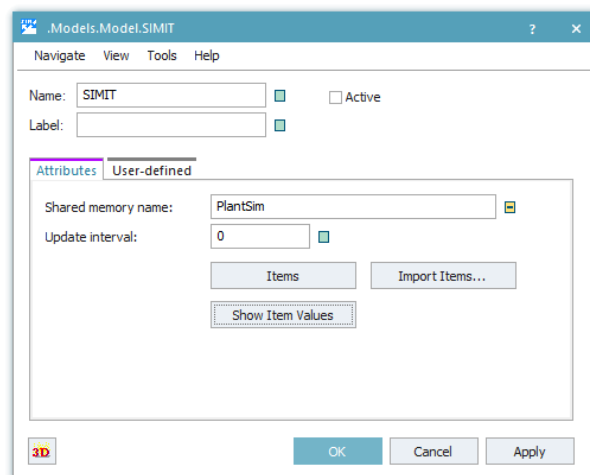 .Models.Model.SIMIT ? ×
Navigate View Tools Help
Name: SIMIT Active
Label:
Attributes User-defined
Shared memory name: PlantSim
Update interval: 0
Items Import Items...
Show Item Values
3D OK Cancel Apply